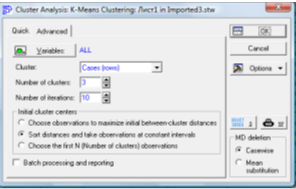 Cluster Analysis: K-Means Clustering: Лист1 in Imported3.stw
Quick Advanced
OK
Variables: ALL
Cancel
Cluster: Cases (rows)
Options
Number of clusters: 3
Number of iterations: 10
Initial cluster centers
Choose observations to maximize initial between-cluster distances
Sort distances and take observations at constant intervals
Choose the first N (Number of clusters) observations
MD deletion
Casewise
Mean substitution
Batch processing and reporting